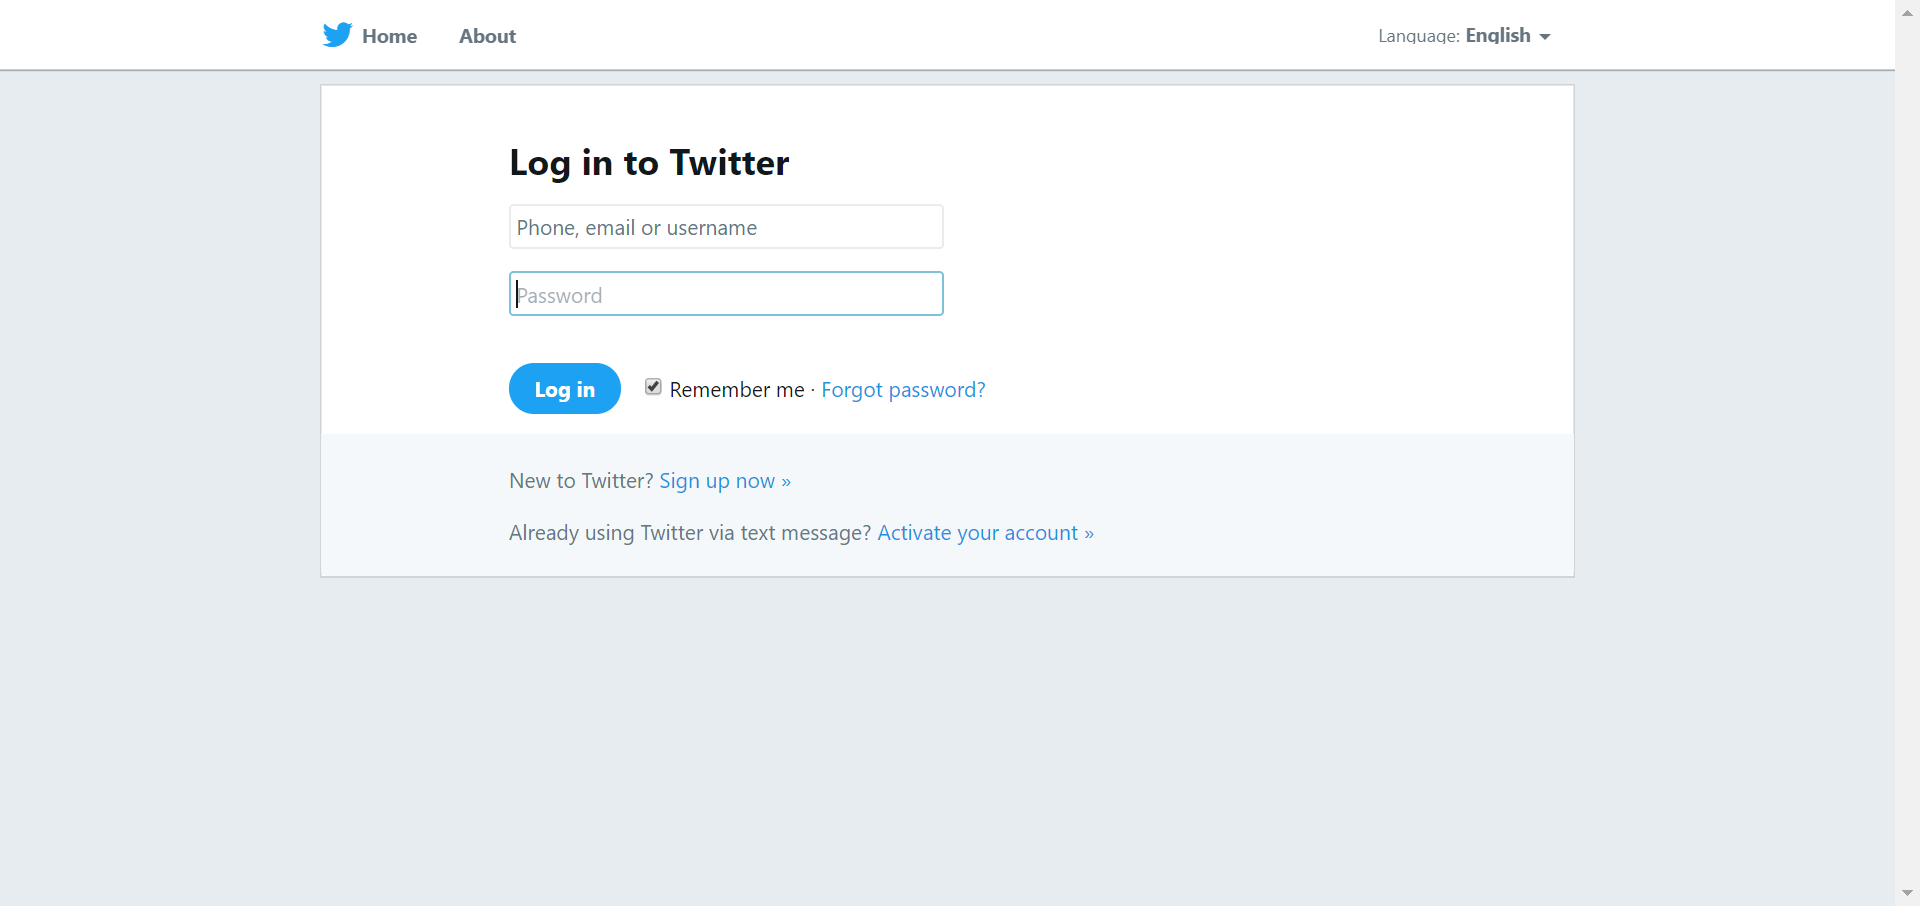 Home About Language: English
Log in to Twitter
Phone, email or username
Password
Log in Remember me · Forgot password?
New to Twitter? Sign up now »
Already using Twitter via text message? Activate your account »